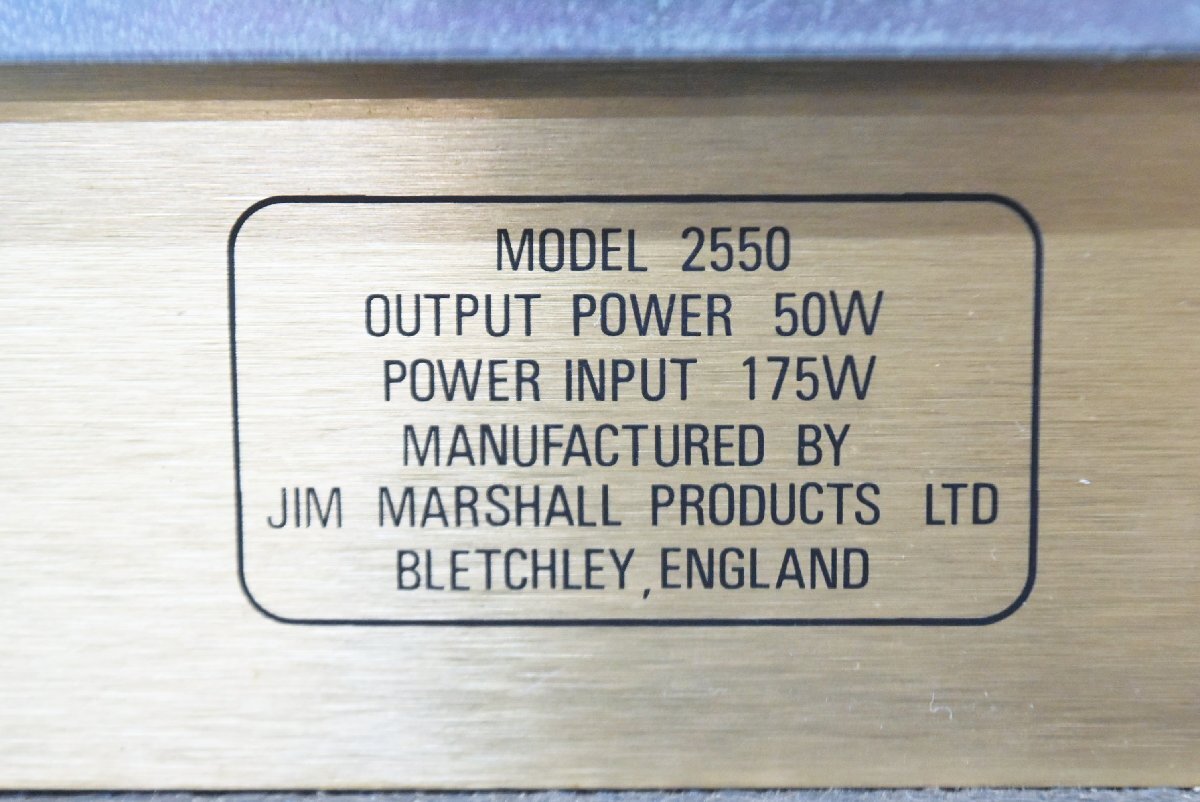 MODEL 2550
OUTPUT POWER 50W
POWER INPUT 175W
MANUFACTURED BY
JIM MARSHALL PRODUCTS LTD
BLETCHLEY, ENGLAND